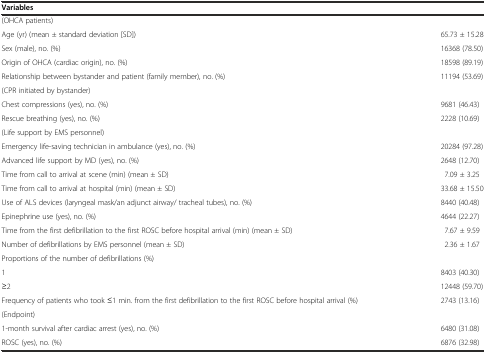 Variables
(OHCA patients)
Age (yr) (mean ± standard deviation [SD]) 65.73 ± 15.28
Sex (male), no. (%) 16368 (78.50)
Origin of OHCA (cardiac origin), no. (%) 18598 (89.19)
Relationship between bystander and patient (family member), no. (%) 11194 (53.69)
(CPR initiated by bystander)
Chest compressions (yes), no. (%) 9681 (46.43)
Rescue breathing (yes), no. (%) 2228 (10.69)
(Life support by EMS personnel)
Emergency life-saving technician in ambulance (yes), no. (%) 20284 (97.28)
Advanced life support by MD (yes), no. (%) 2648 (12.70)
Time from call to arrival at scene (min) (mean ± SD) 7.09 ± 3.25
Time from call to arrival at hospital (min) (mean ± SD) 33.68 ± 15.50
Use of ALS devices (laryngeal mask/an adjunct airway/ tracheal tubes), no. (%) 8440 (40.48)
Epinephrine use (yes), no. (%) 4644 (22.27)
Time from the first defibrillation to the first ROSC before hospital arrival (min) (mean ± SD) 7.67 ± 9.59
Number of defibrillations by EMS personnel (mean ± SD) 2.36 ± 1.67
Proportions of the number of defibrillations (%)
1 8403 (40.30)
≥2 12448 (59.70)
Frequency of patients who took ≤1 min. from the first defibrillation to the first ROSC before hospital arrival (%) 2743 (13.16)
(Endpoint)
1-month survival after cardiac arrest (yes), no. (%) 6480 (31.08)
ROSC (yes), no. (%) 6876 (32.98)